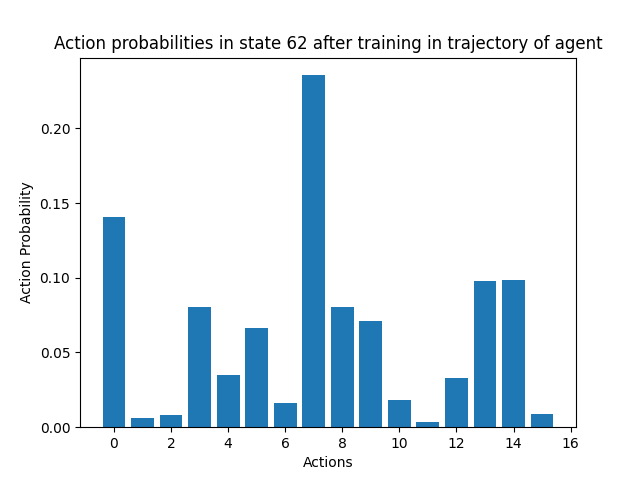 Action probabilities in state 62 after training in trajectory of agent
Action Probability
0.20
0.15
0.10
0.05
0.00
0 2 4 6 8 10 12 14 16
Actions